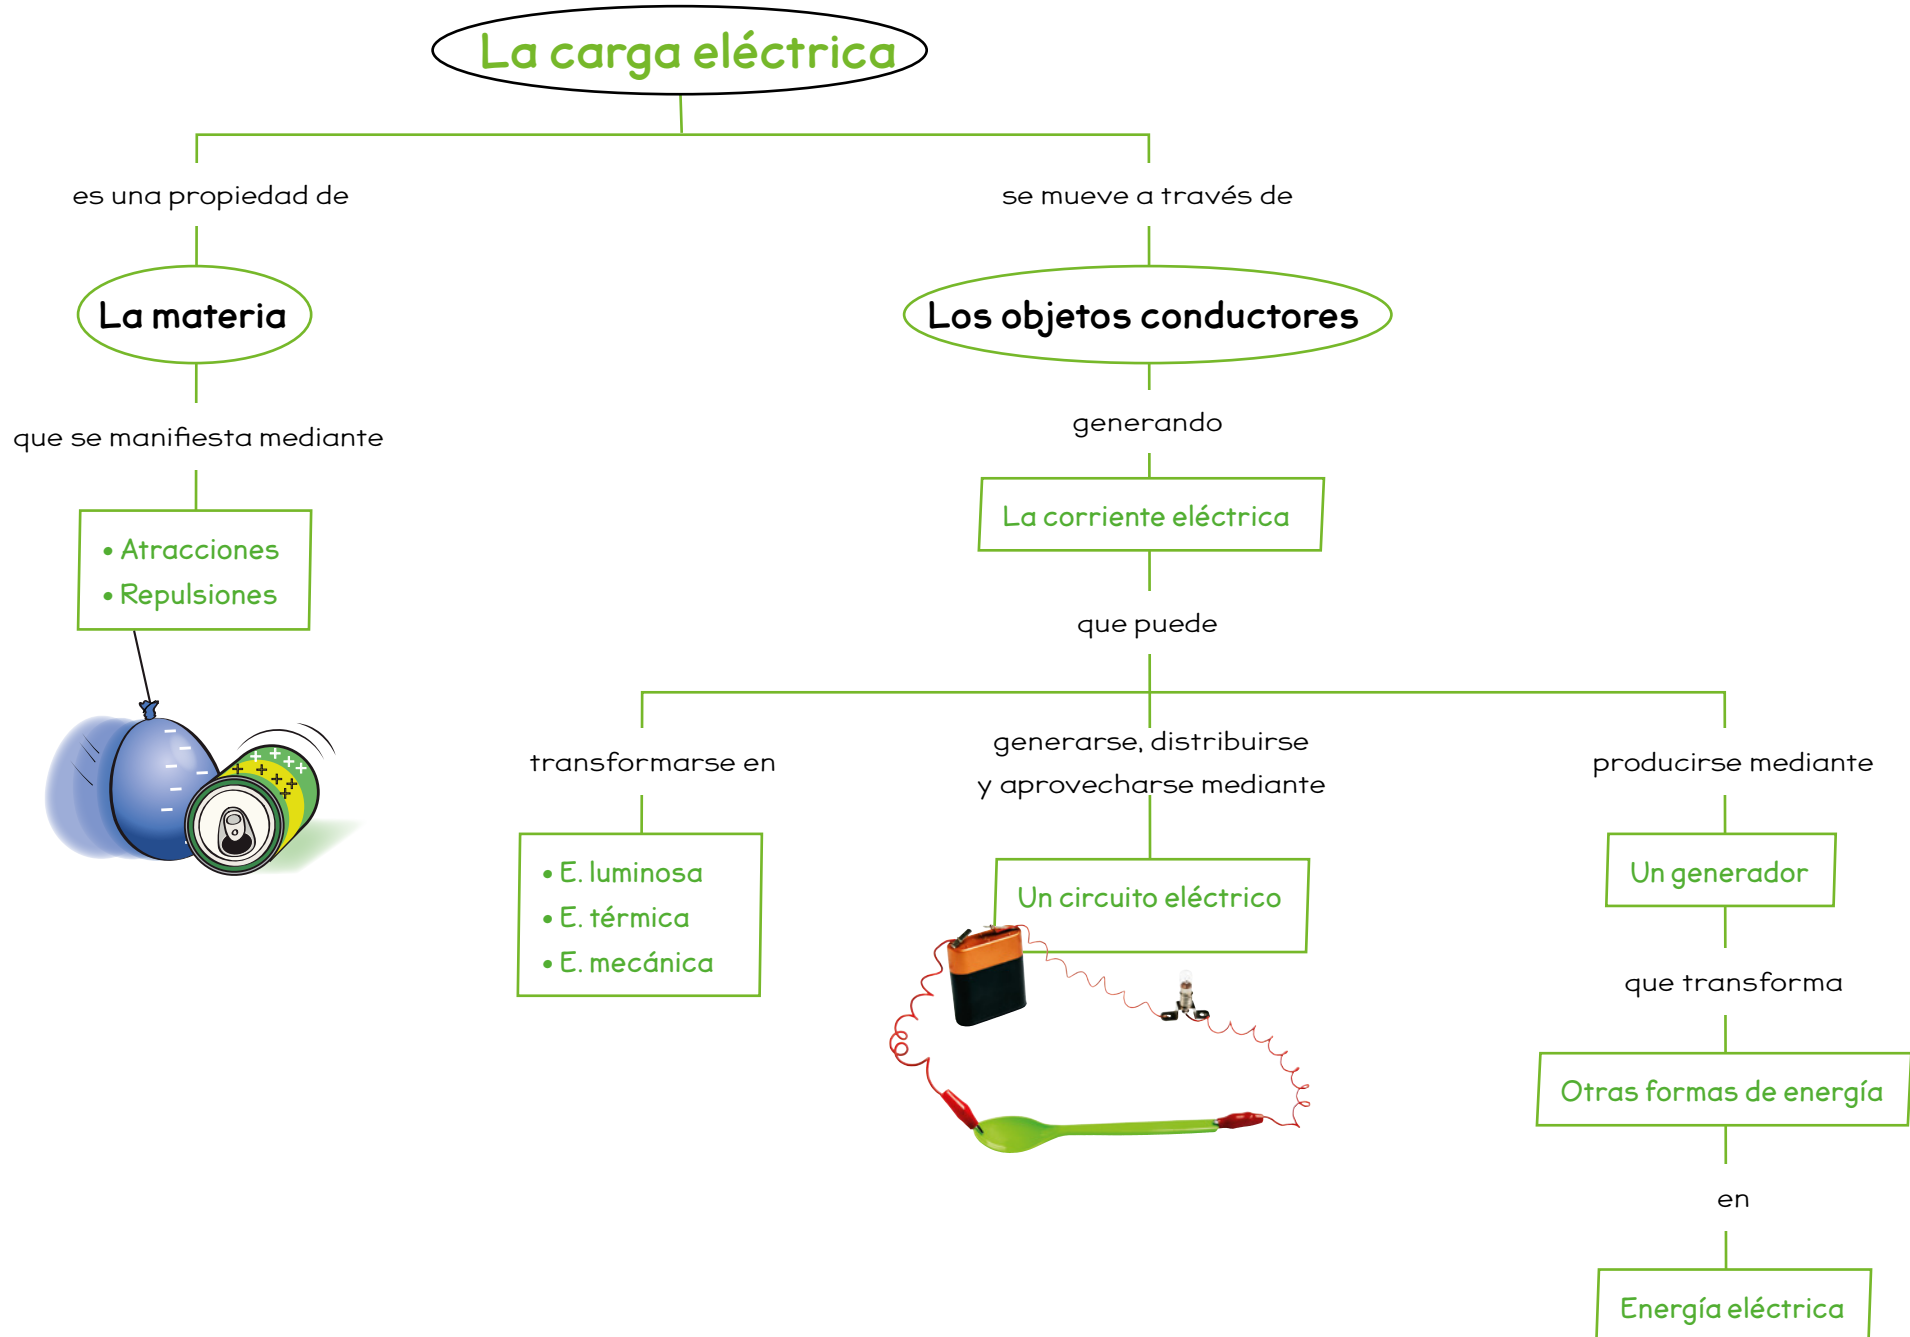 La carga eléctrica
es una propiedad de
La materia
que se manifiesta mediante
• Atracciones
• Repulsiones
se mueve a través de
Los objetos conductores
generando
La corriente eléctrica
que puede
transformarse en
• E. luminosa
• E. térmica
• E. mecánica
generarse, distribuirse
y aprovecharse mediante
Un circuito eléctrico
producirse mediante
Un generador
que transforma
Otras formas de energía
en
Energía eléctrica